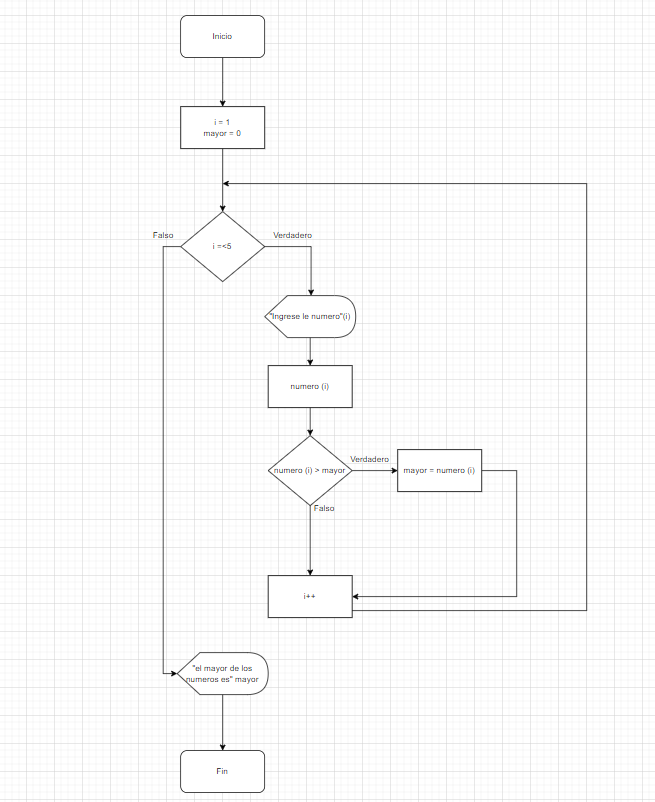 Inicio
i = 1
mayor = 0
Falso
Verdadero
i =<5
"Ingrese le numero"(i)
numero (i)
Verdadero
numero (i) > mayor
mayor = numero (i)
Falso
i++
"el mayor de los
numeros es" mayor
Fin